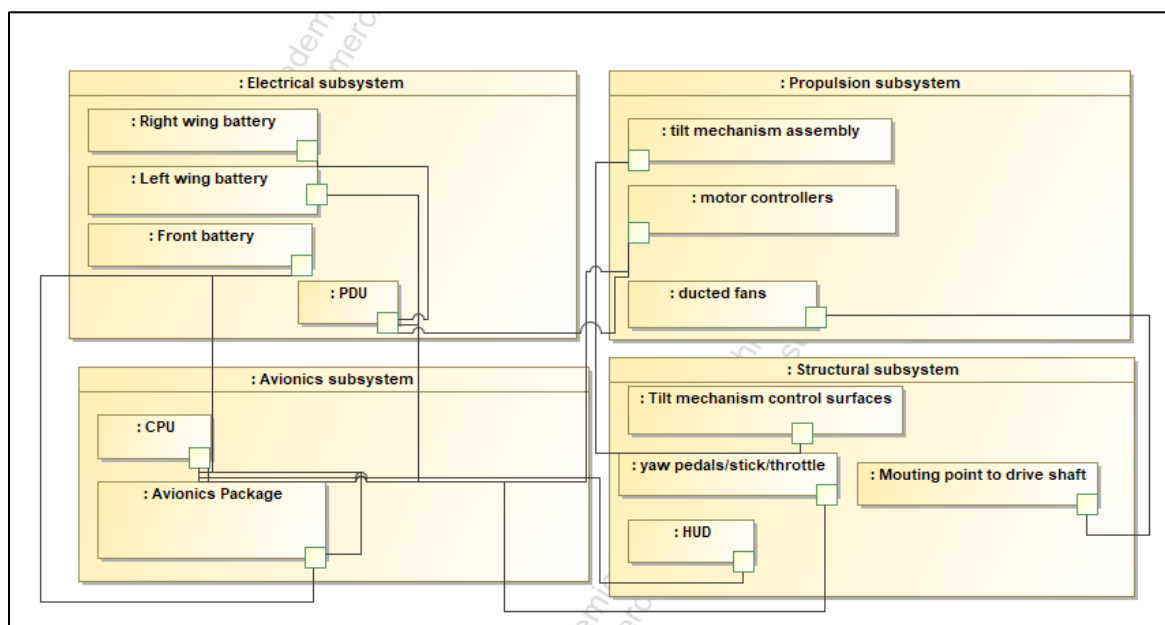 : Electrical subsystem
: Right wing battery
: Left wing battery
: Front battery
: PDU
: Propulsion subsystem
: tilt mechanism assembly
: motor controllers
: ducted fans
: Avionics subsystem
: CPU
: Avionics Package
: Structural subsystem
: Tilt mechanism control surfaces
: yaw pedals/stick/throttle
: Mouting point to drive shaft
: HUD